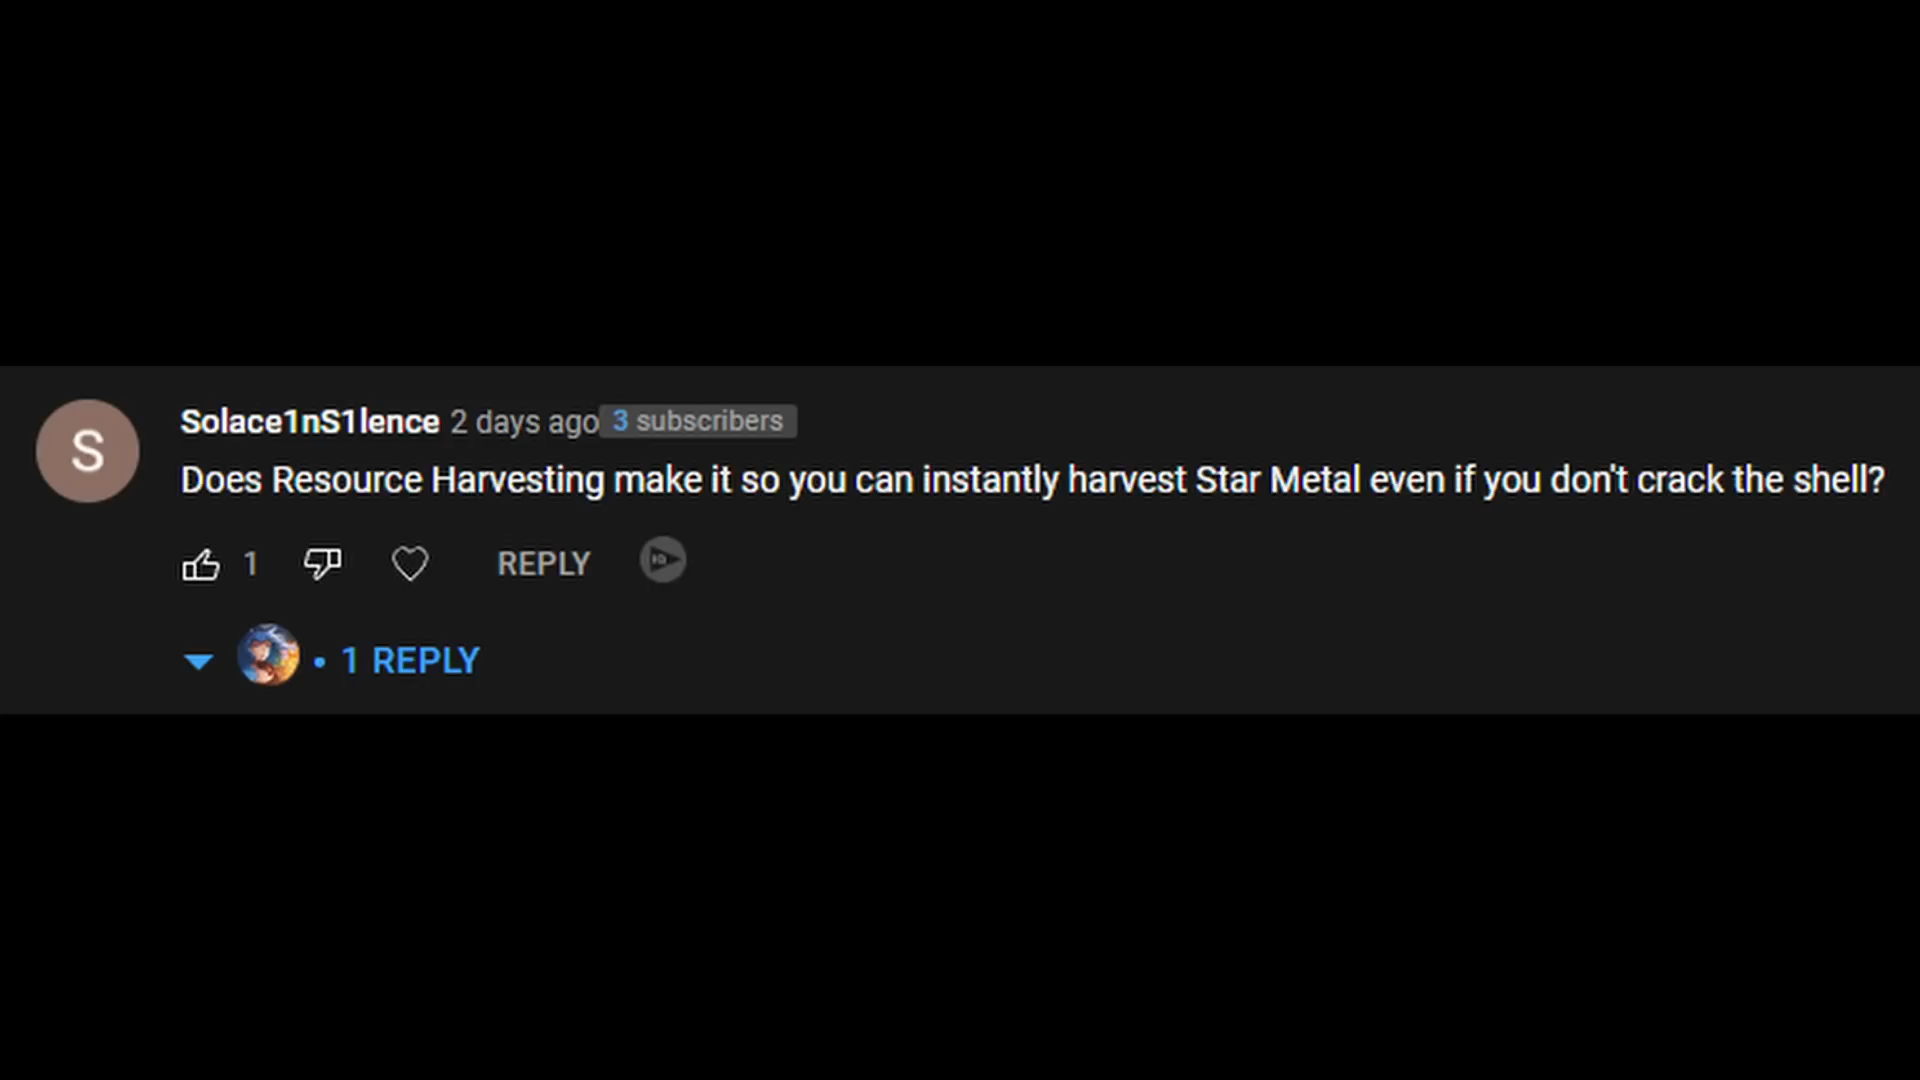 S
Solace1nS1lence 2 days ago 3 subscribers
Does Resource Harvesting make it so you can instantly harvest Star Metal even if you don't crack the shell?
1 REPLY
• 1 REPLY